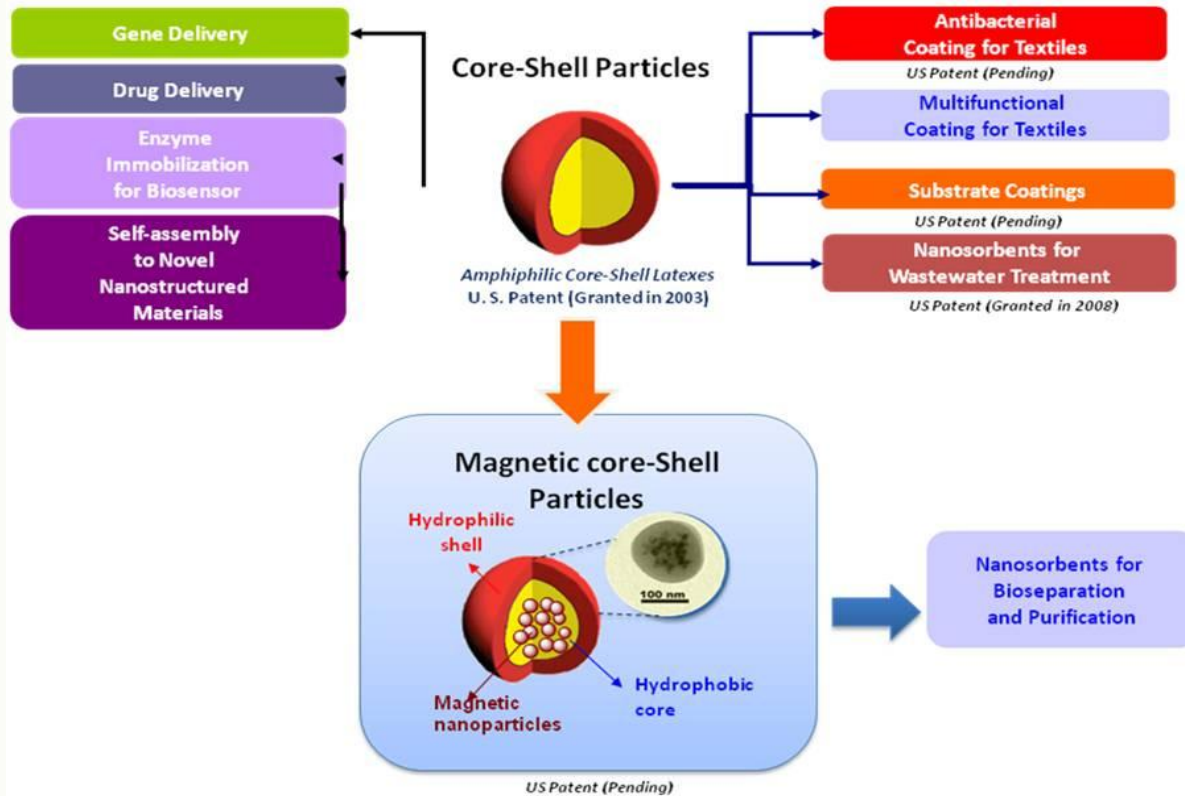 Gene Delivery
Drug Delivery
Enzyme
Immobilization
for Biosensor
Self-assembly
to Novel
Nanostructured
Materials
Core-Shell Particles
Amphiphilic Core-Shell Latexes
U. S. Patent (Granted in 2003)
Antibacterial
Coating for Textiles
US Patent (Pending)
Multifunctional
Coating for Textiles
Substrate Coatings
US Patent (Pending)
Nanosorbents for
Wastewater Treatment
US Patent (Granted in 2008)
Magnetic core-Shell
Particles
Hydrophilic
shell
100 nm
Magnetic
nanoparticles
Hydrophobic
core
US Patent (Pending)
Nanosorbents for
Bioseparation
and Purification